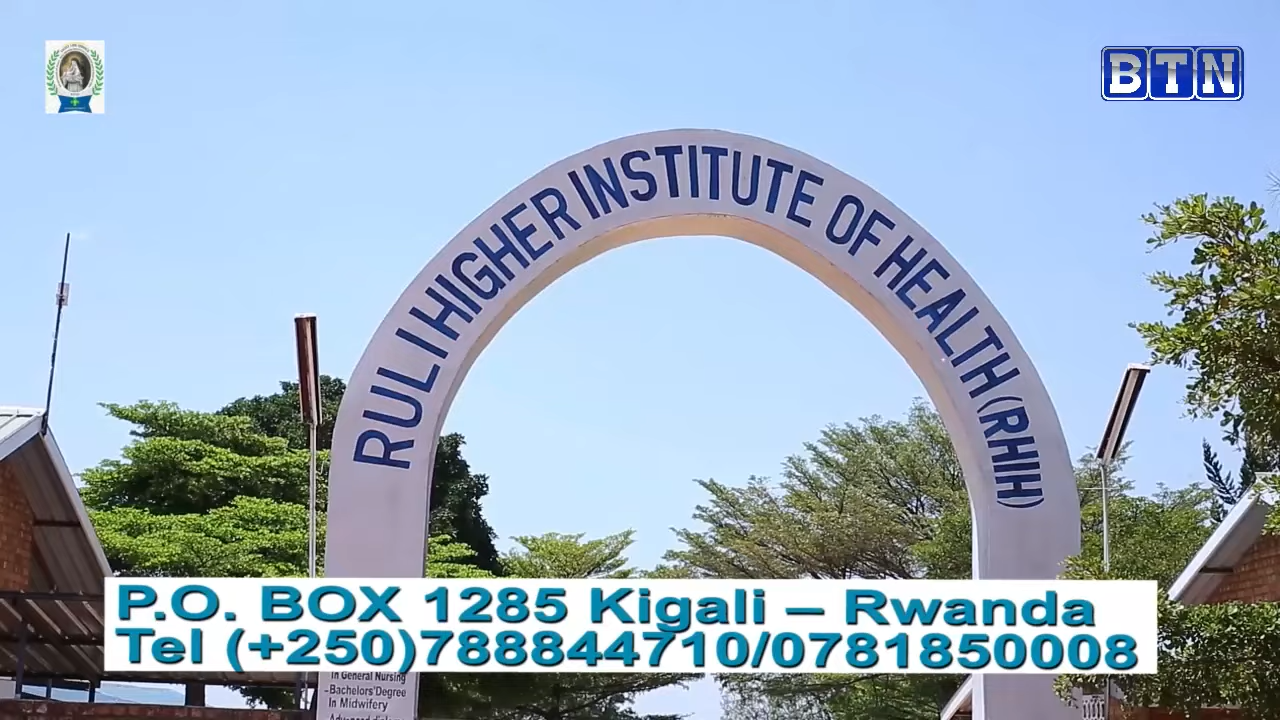 BTN
RULI HIGHER INSTITUTE OF HEALTH (RHIH)
P.O. BOX 1285 Kigali – Rwanda
Tel (+250)788844710/0781850008
In General Nursing
-Bachelors'Degree
In Midwifery